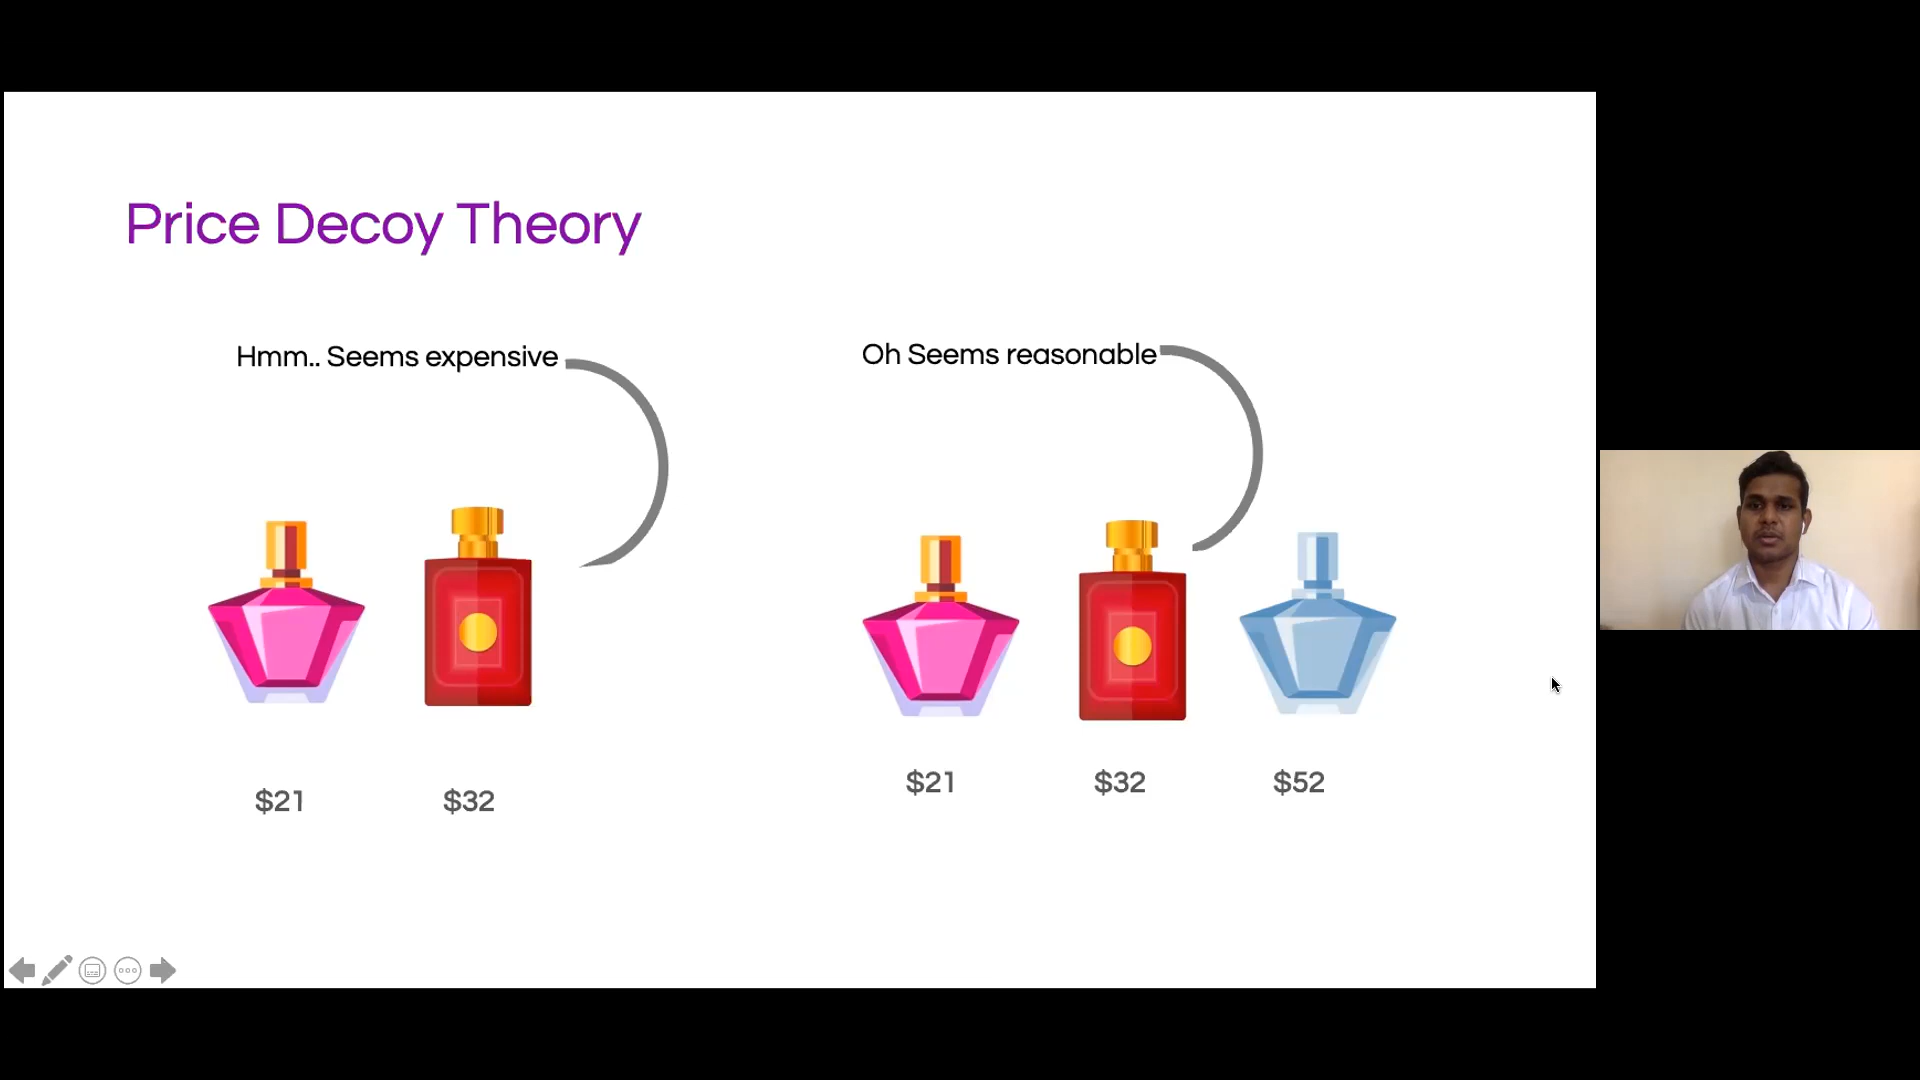 Price Decoy Theory
Hmm.. Seems expensive
Oh Seems reasonable
$21
$32
$21
$32
$52